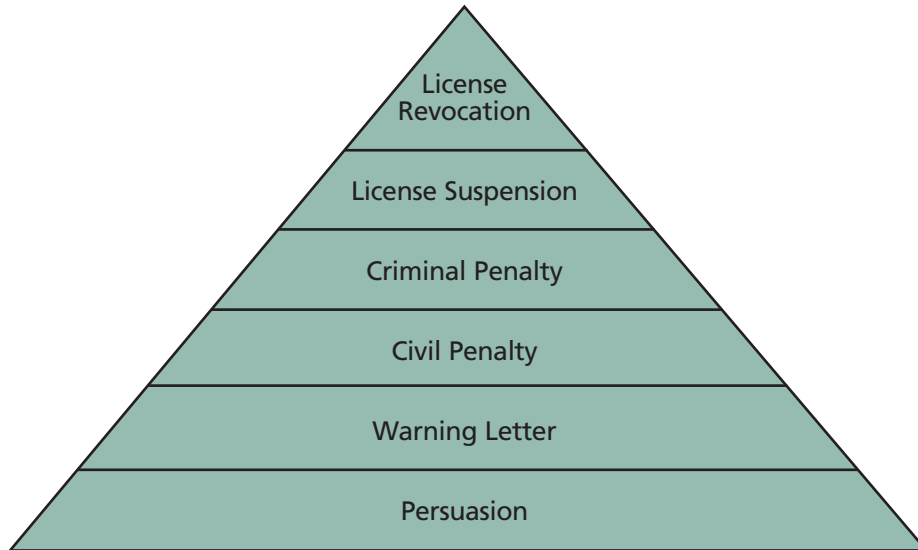 License
Revocation
License Suspension
Criminal Penalty
Civil Penalty
Warning Letter
Persuasion